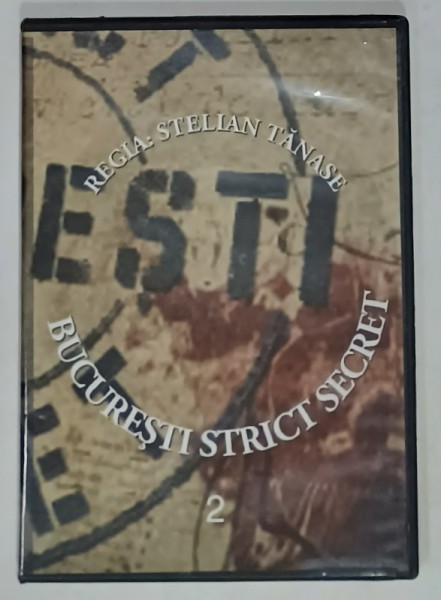 REGIA: STELIAN TĂNASE
ESTI
BUCUREȘTI STRICT SECRET
2